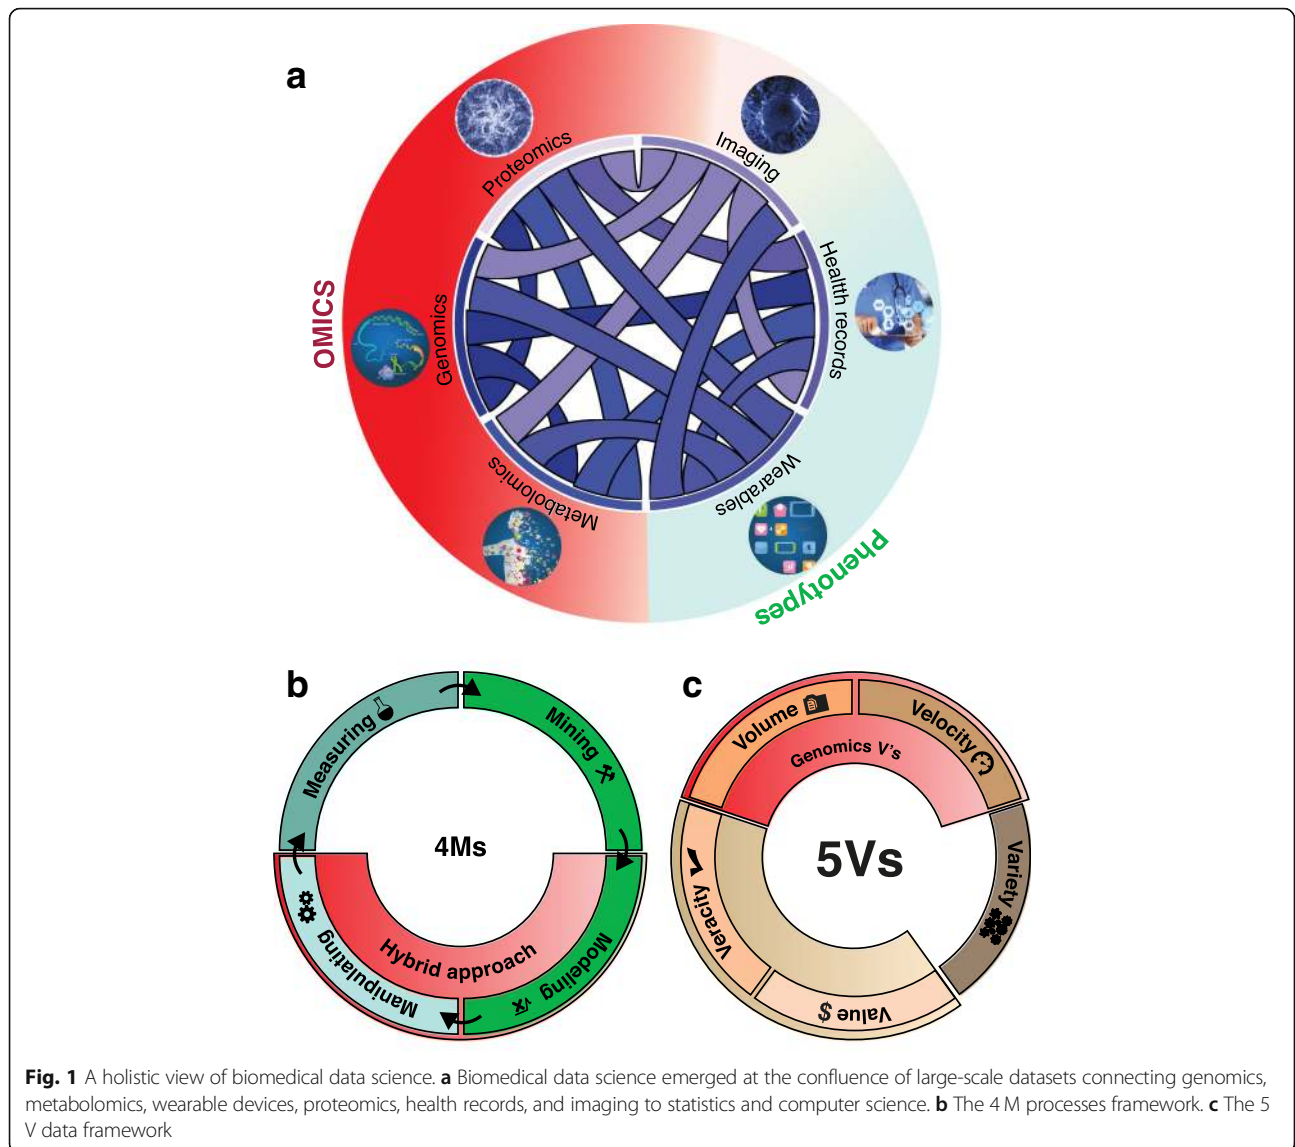 a
Proteomics
Imaging
OMICS
Genomics
Health records
Metabolomics
Wearables
Phenotypes
b
Measuring
Mining
4Ms
Hybrid approach
Manipulating
Modeling √x
c
Volume
Velocity
Genomics V's
5Vs
Variety
Veracity
Value $
Fig. 1 A holistic view of biomedical data science. a Biomedical data science emerged at the confluence of large-scale datasets connecting genomics,
metabolomics, wearable devices, proteomics, health records, and imaging to statistics and computer science. b The 4 M processes framework. c The 5
V data framework